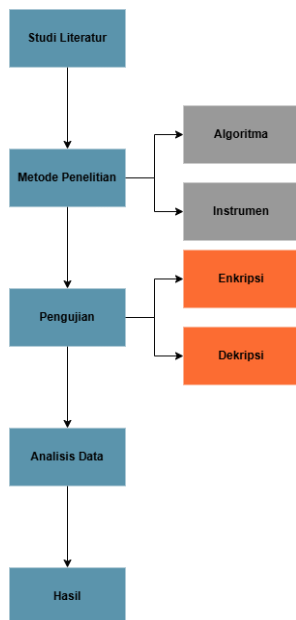 Studi Literatur
Algoritma
Metode Penelitian
Instrumen
Enkripsi
Pengujian
Dekripsi
Analisis Data
Hasil